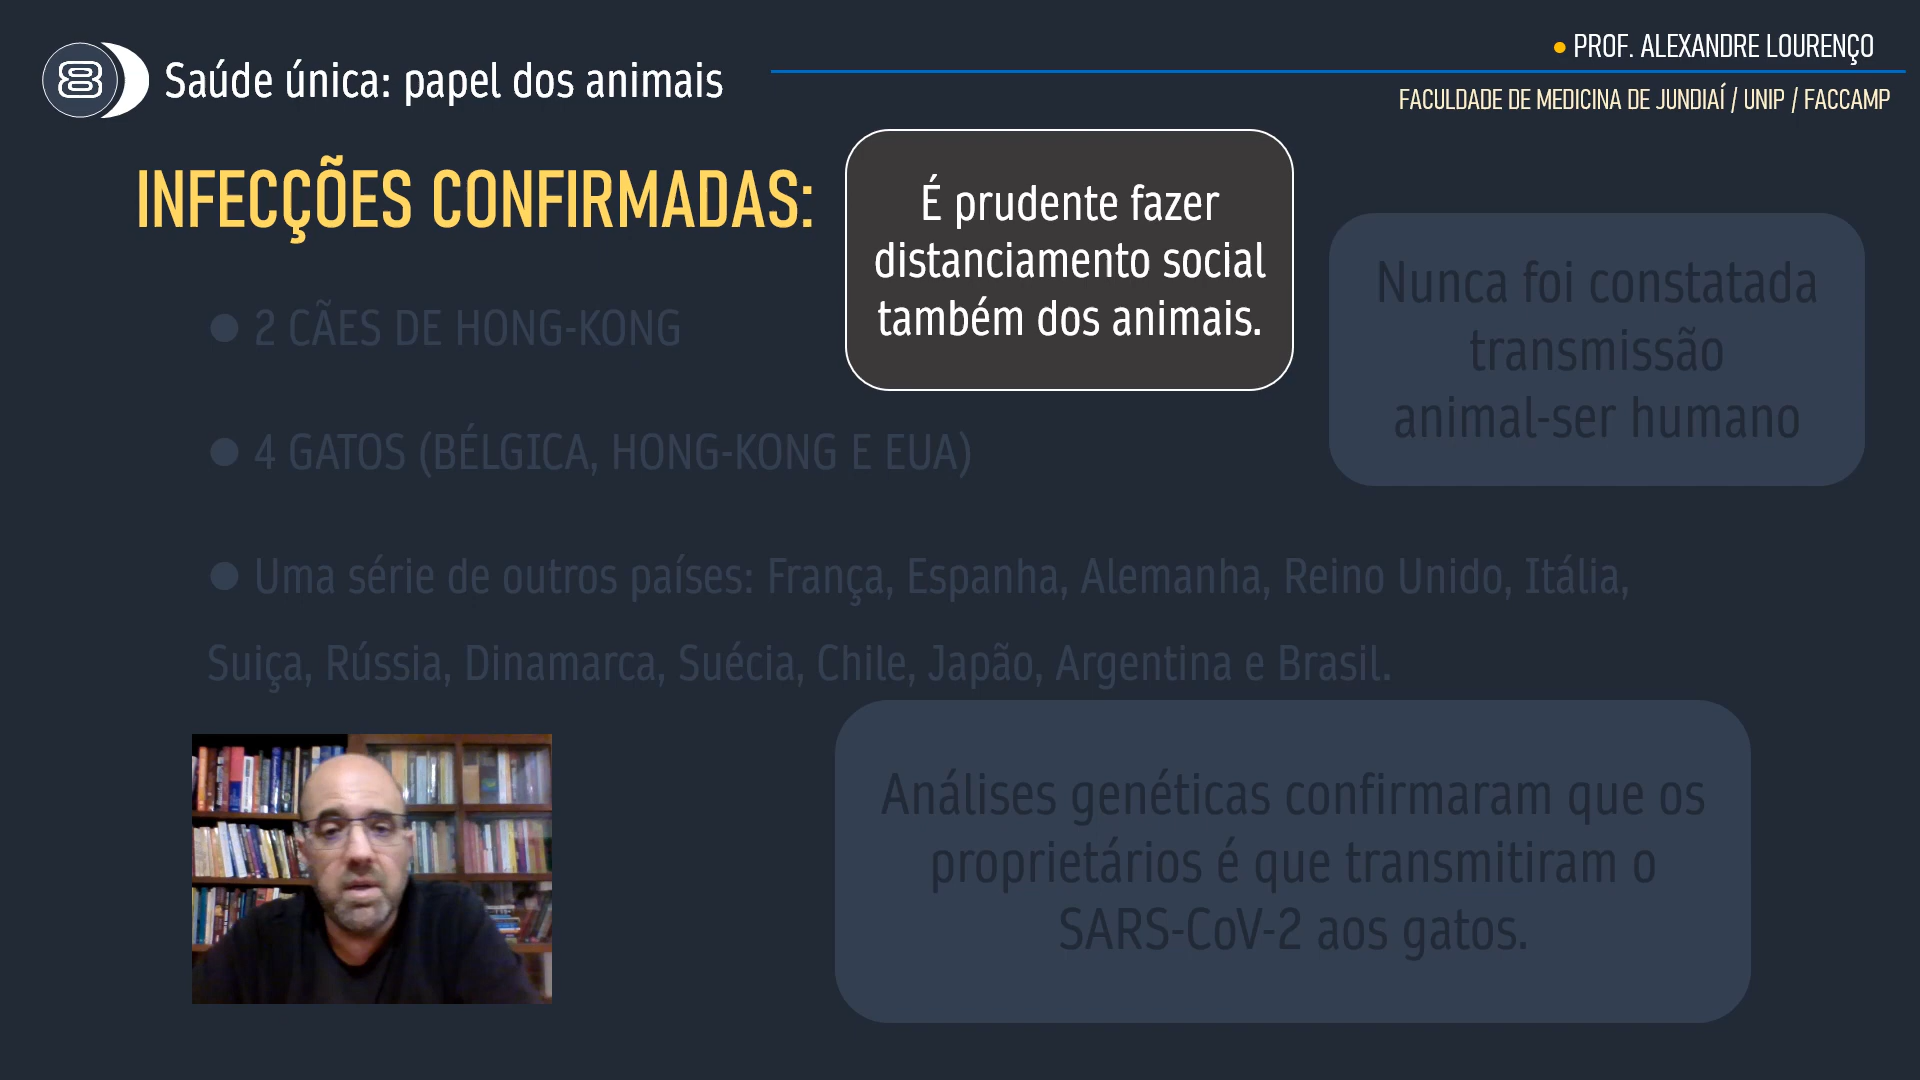 8 Saúde única: papel dos animais
• PROF. ALEXANDRE LOURENÇO
FACULDADE DE MEDICINA DE JUNDIAÍ / UNIP / FACCAMP
INFECÇÕES CONFIRMADAS:
É prudente fazer
distanciamento social
também dos animais.
Nunca foi constatada
transmissão
animal-ser humano
● 2 CÃES DE HONG-KONG
● 4 GATOS (BÉLGICA, HONG-KONG E EUA)
● Uma série de outros países: França, Espanha, Alemanha, Reino Unido, Itália,
Suiça, Rússia, Dinamarca, Suécia, Chile, Japão, Argentina e Brasil.
Análises genéticas confirmaram que os
proprietários é que transmitiram o
SARS-CoV-2 aos gatos.